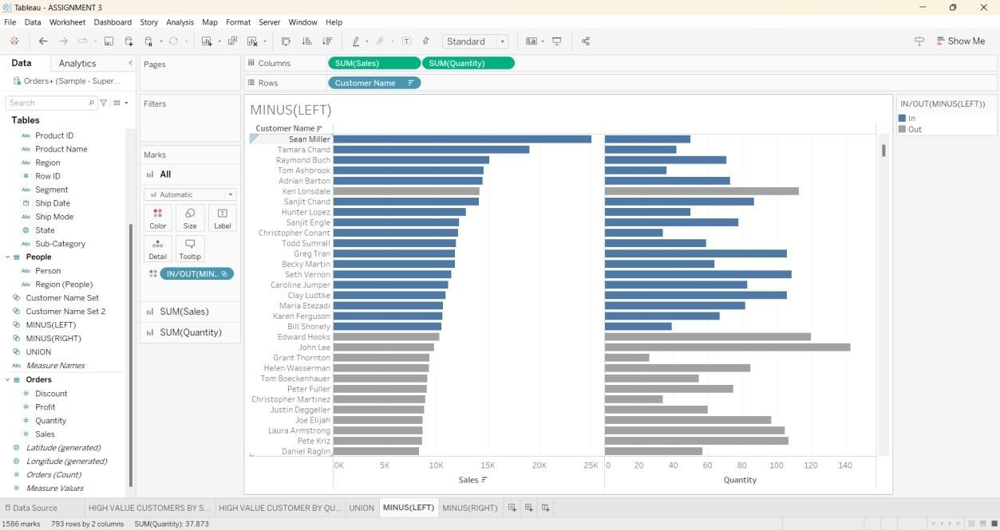 Tableau - ASSIGNMENT 3
File Data Worksheet Dashboard Story Analysis Map Format Server Window Help
Standard
Show Me
Data Analytics
Orders+ (Sample - Super...
Search
Tables
Abc Product ID
Abc Product Name
Abc Region
# Row ID
Abc Segment
Ship Date
Abc Ship Mode
State
Abc Sub-Category
People
Abc Person
Abc Region (People)
Customer Name Set
Customer Name Set 2
MINUS(LEFT)
MINUS(RIGHT)
UNION
Abc Measure Names
Orders
# Discount
# Profit
# Quantity
# Sales
Latitude (generated)
Longitude (generated)
# Orders (Count)
# Measure Values
Pages
Filters
Marks
All
Automatic
Color Size Label
Detail Tooltip
IN/OUT(MIN..
SUM(Sales)
SUM(Quantity)
Columns SUM(Sales) SUM(Quantity)
Rows Customer Name
MINUS(LEFT)
Customer Name
Sean Miller
Tamara Chand
Raymond Buch
Tom Ashbrook
Adrian Barton
Ken Lonsdale
Sanjit Chand
Hunter Lopez
Sanjit Engle
Christopher Conant
Todd Sumrall
Greg Tran
Becky Martin
Seth Vernon
Caroline Jumper
Clay Ludtke
Maria Etezadi
Karen Ferguson
Bill Shonely
Edward Hooks
John Lee
Grant Thornton
Helen Wasserman
Tom Boeckenhauer
Peter Fuller
Christopher Martinez
Justin Deggeller
Joe Elijah
Laura Armstrong
Pete Kriz
Daniel Raglin
0K 5K 10K 15K 20K 25K 0 20 40 60 80 100 120 140
Sales Quantity
IN/OUT(MINUS(LEFT))
In
Out
Data Source HIGH VALUE CUSTOMERS BY S... HIGH VALUE CUSTOMER BY QU... UNION MINUS(LEFT) MINUS(RIGHT)
1586 marks 793 rows by 2 columns SUM(Quantity): 37,873